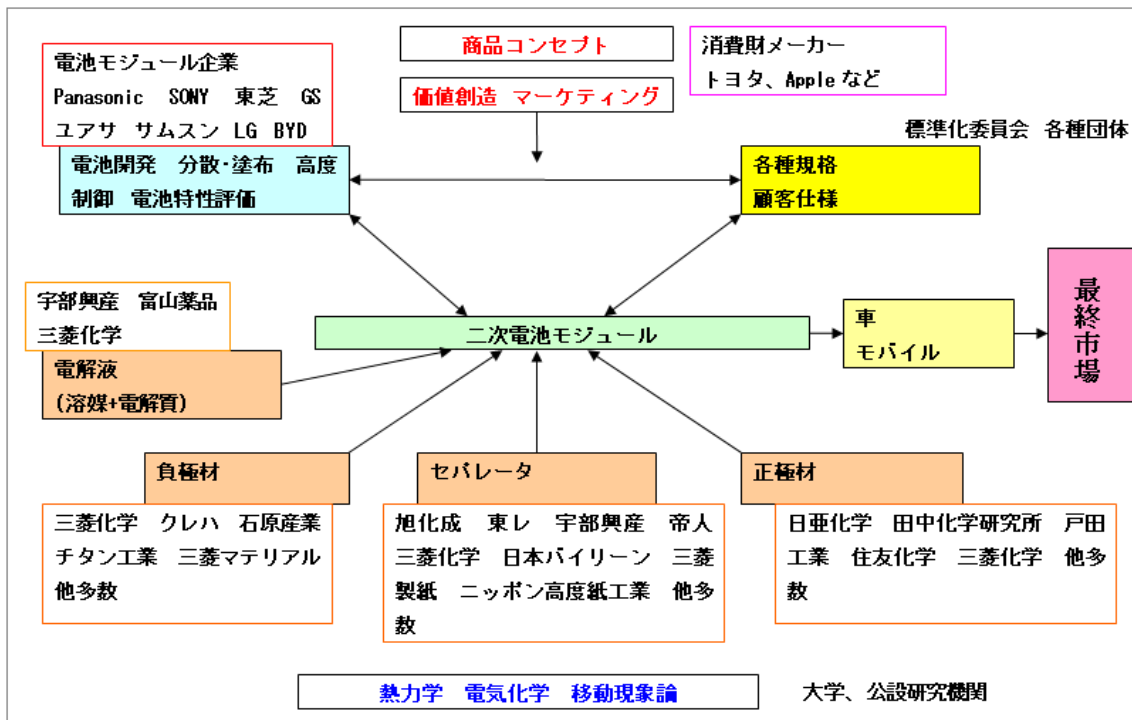 商品コンセプト
価値創造 マーケティング
消費財メーカー
トヨタ、Apple など
電池モジュール企業
Panasonic SONY 東芝 GS
ユアサ サムスン LG BYD
電池開発 分散・塗布 高度
制御 電池特性評価
標準化委員会 各種団体
各種規格
顧客仕様
宇部興産 富山薬品
三菱化学
電解液
(溶媒+電解質)
二次電池モジュール
車
モバイル
最終市場
負極材
三菱化学 クレハ 石原産業
チタン工業 三菱マテリアル
他多数
セパレータ
旭化成 東レ 宇部興産 帝人
三菱化学 日本バイリーン 三菱
製紙 ニッポン高度紙工業 他多
数
正極材
日亜化学 田中化学研究所 戸田
工業 住友化学 三菱化学 他多
数
熱力学 電気化学 移動現象論
大学、公設研究機関